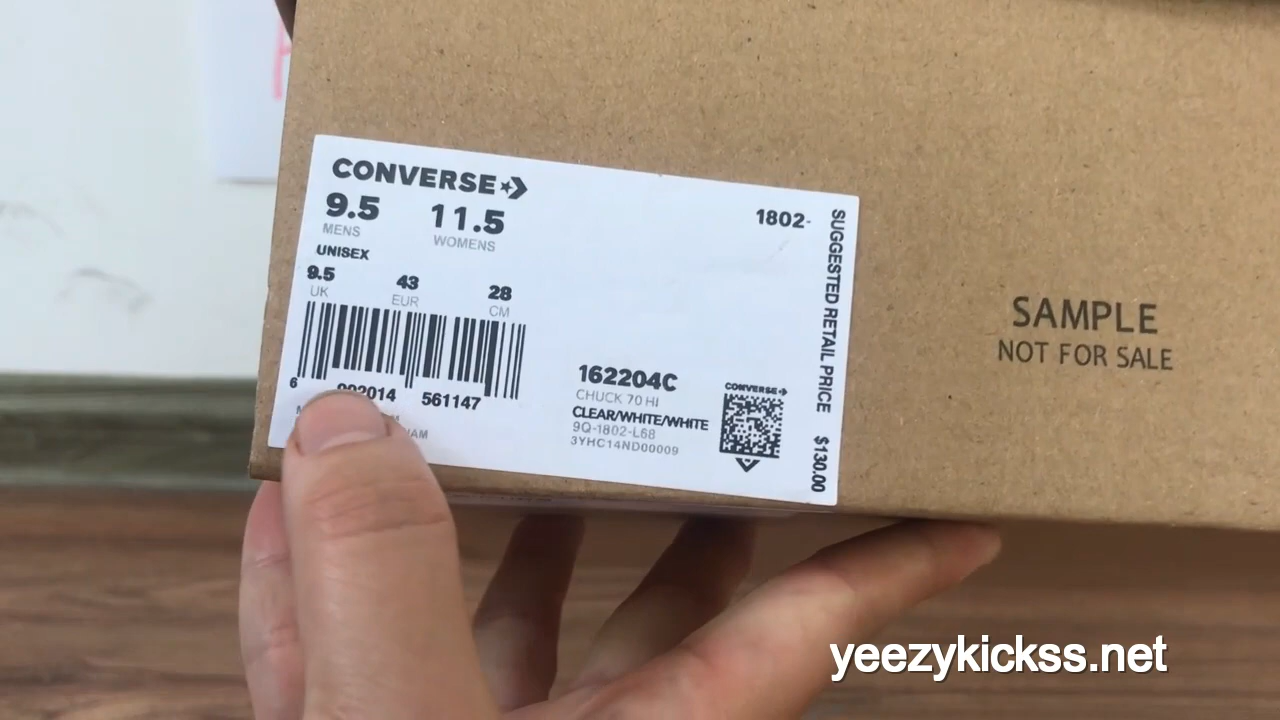 CONVERSE
9.5 11.5
MENS WOMENS
UNISEX
9.5 43 28
UK EUR CM
6 092014 561147
1802-
162204C
CHUCK 70 HI
CLEAR/WHITE/WHITE
9Q-1802-L68
3YHC14ND00009
CONVERSE
SUGGESTED RETAIL PRICE $130.00
SAMPLE
NOT FOR SALE
yeezykickss.net